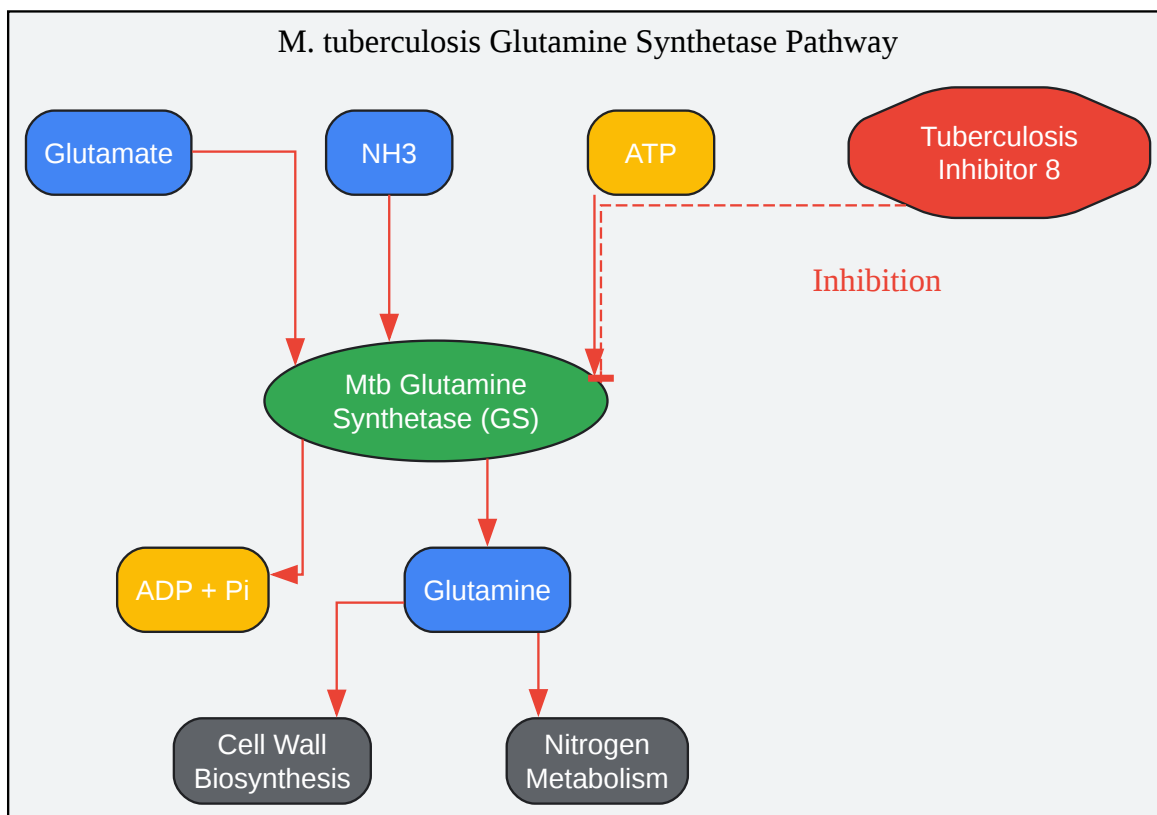 M. tuberculosis Glutamine Synthetase Pathway
Glutamate
NH3
ATP
Tuberculosis
Inhibitor 8
Inhibition
Mtb Glutamine
Synthetase (GS)
ADP + Pi
Glutamine
Cell Wall
Biosynthesis
Nitrogen
Metabolism